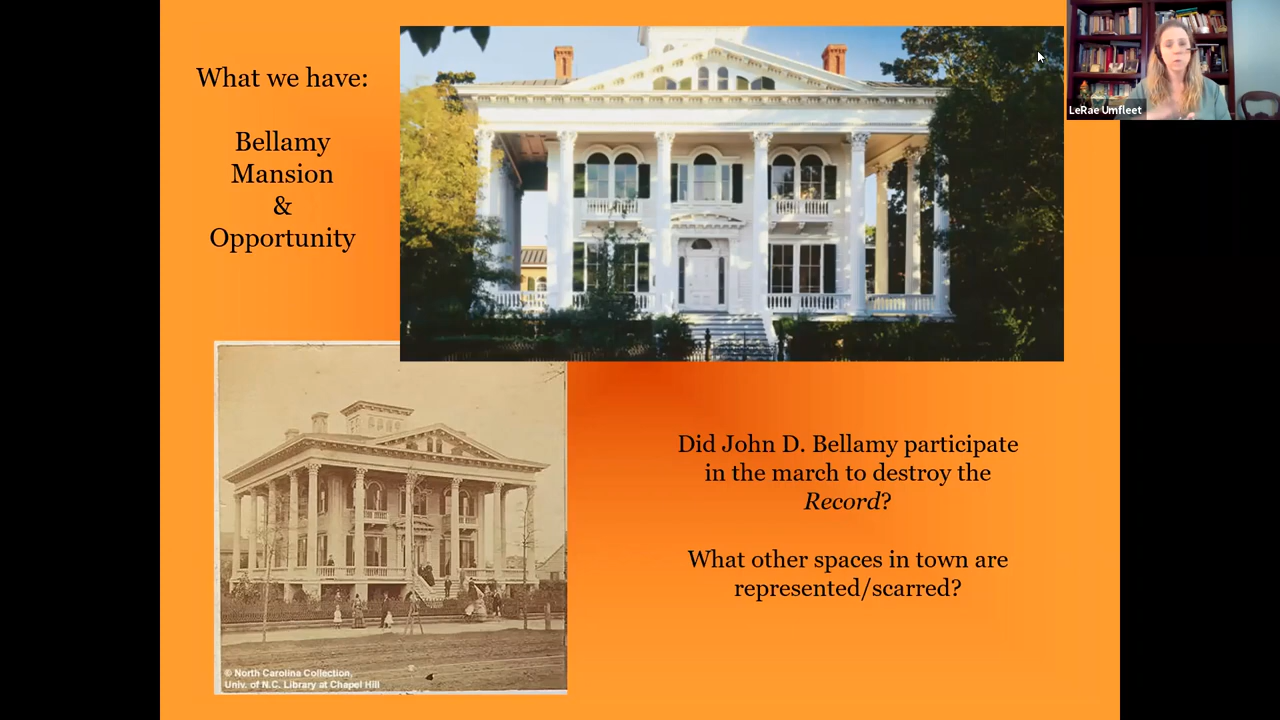 What we have:
Bellamy
Mansion
&
Opportunity
LeRae Umfleet
Did John D. Bellamy participate
in the march to destroy the
Record?
What other spaces in town are
represented/scarred?
© North Carolina Collection,
Univ. of N.C. Library at Chapel Hill